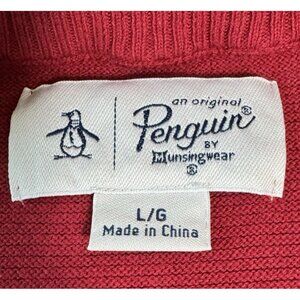 an original
Penguin®
BY
Munsingwear
®
L/G
Made in China